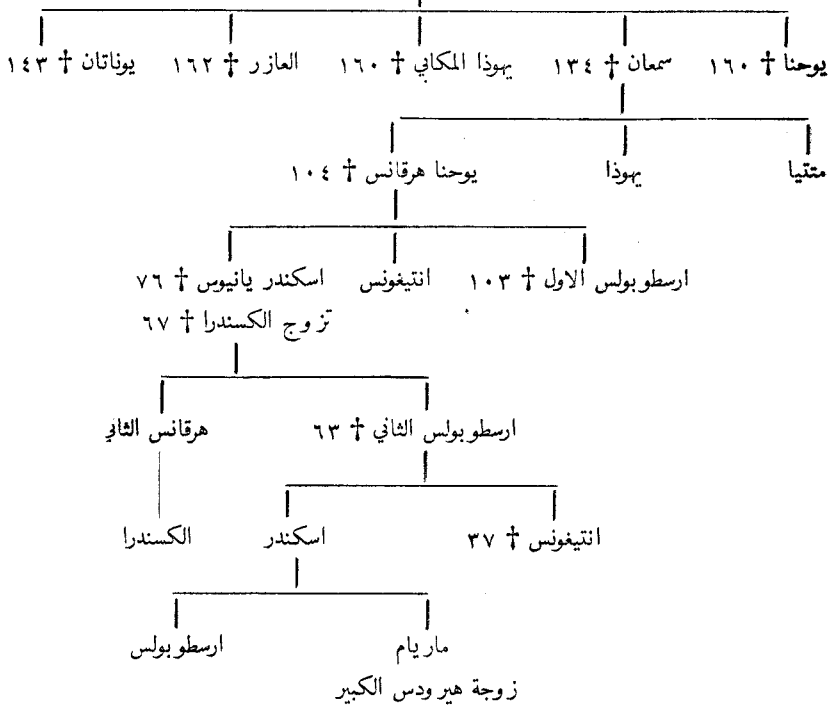 يوحنا † ١٦٠ سمعان † ١٣٤ يهوذا المكابي † ١٦٠ العازر † ١٦٢ يوناتان † ١٤٣
متتيا يهوذا يوحنا هرقانس † ١٠٤
ارسطوبولس الاول † ١٠٣ انتيغونس اسكندر يانيوس † ٧٦
تزوج الكسندرا † ٦٧
ارسطوبولس الثاني † ٦٣ هرقانس الثاني
انتيغونس † ٣٧ اسكندر الكسندرا
ماريام ارسطوبولس
زوجة هيرودس الكبير